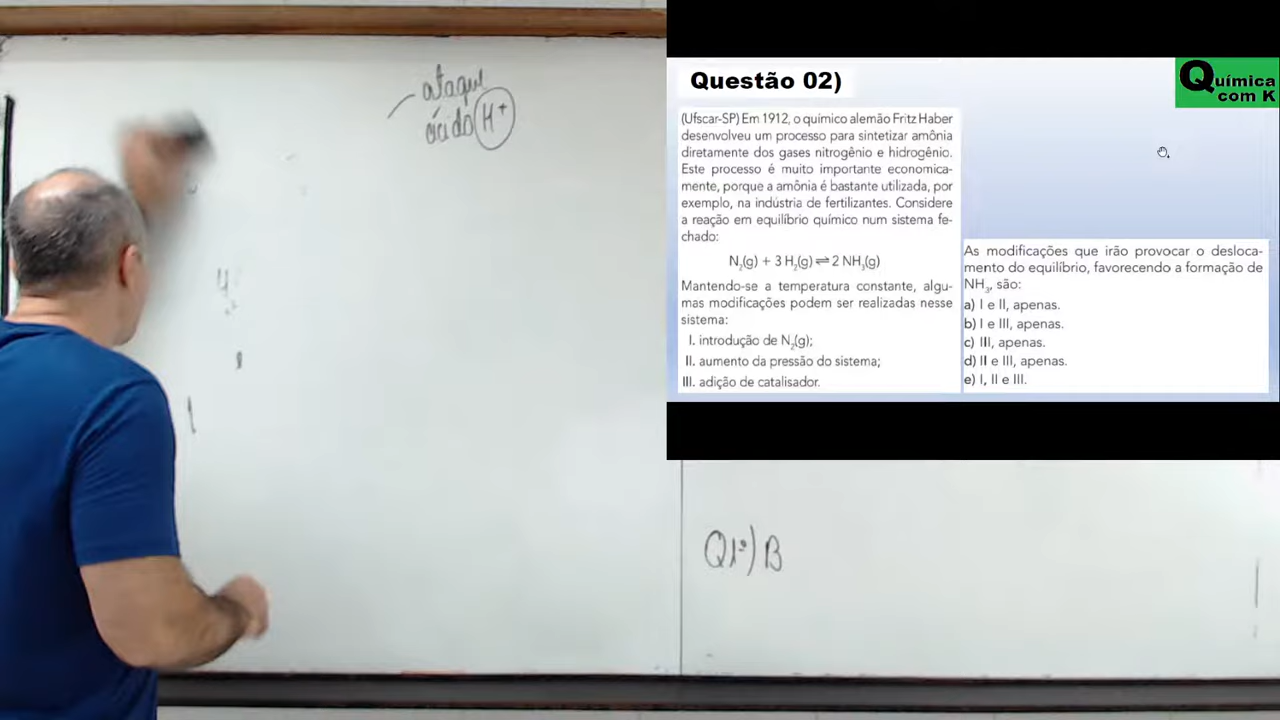 ataque
ácido H+
Questão 02)
Química
com K
(Ufscar-SP) Em 1912, o químico alemão Fritz Haber
desenvolveu um processo para sintetizar amônia
diretamente dos gases nitrogênio e hidrogênio.
Este processo é muito importante economica-
mente, porque a amônia é bastante utilizada, por
exemplo, na indústria de fertilizantes. Considere
a reação em equilíbrio químico num sistema fe-
chado:
N₂(g) + 3 H₂(g) ⇌ 2 NH₃(g)
Mantendo-se a temperatura constante, algu-
mas modificações podem ser realizadas nesse
sistema:
I. introdução de N₂(g);
II. aumento da pressão do sistema;
III. adição de catalisador.
As modificações que irão provocar o desloca-
mento do equilíbrio, favorecendo a formação de
NH₃, são:
a) I e II, apenas.
b) I e III, apenas.
c) III, apenas.
d) II e III, apenas.
e) I, II e III.
Q1ª) B